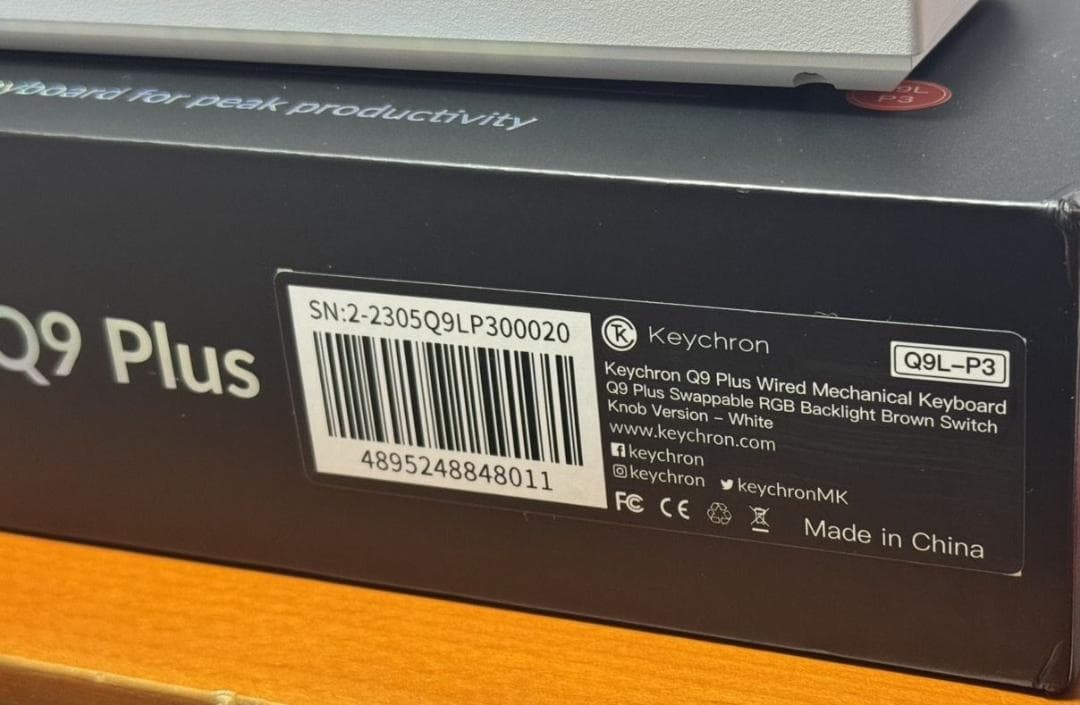 for peak productivity
P3
Q9 Plus
SN:2-2305Q9LP300020
4895248848011
Keychron
Q9L-P3
Keychron Q9 Plus Wired Mechanical Keyboard
Q9 Plus Swappable RGB Backlight Brown Switch
Knob Version - White
www.keychron.com
keychron
keychron keychronMK
FC CE
Made in China